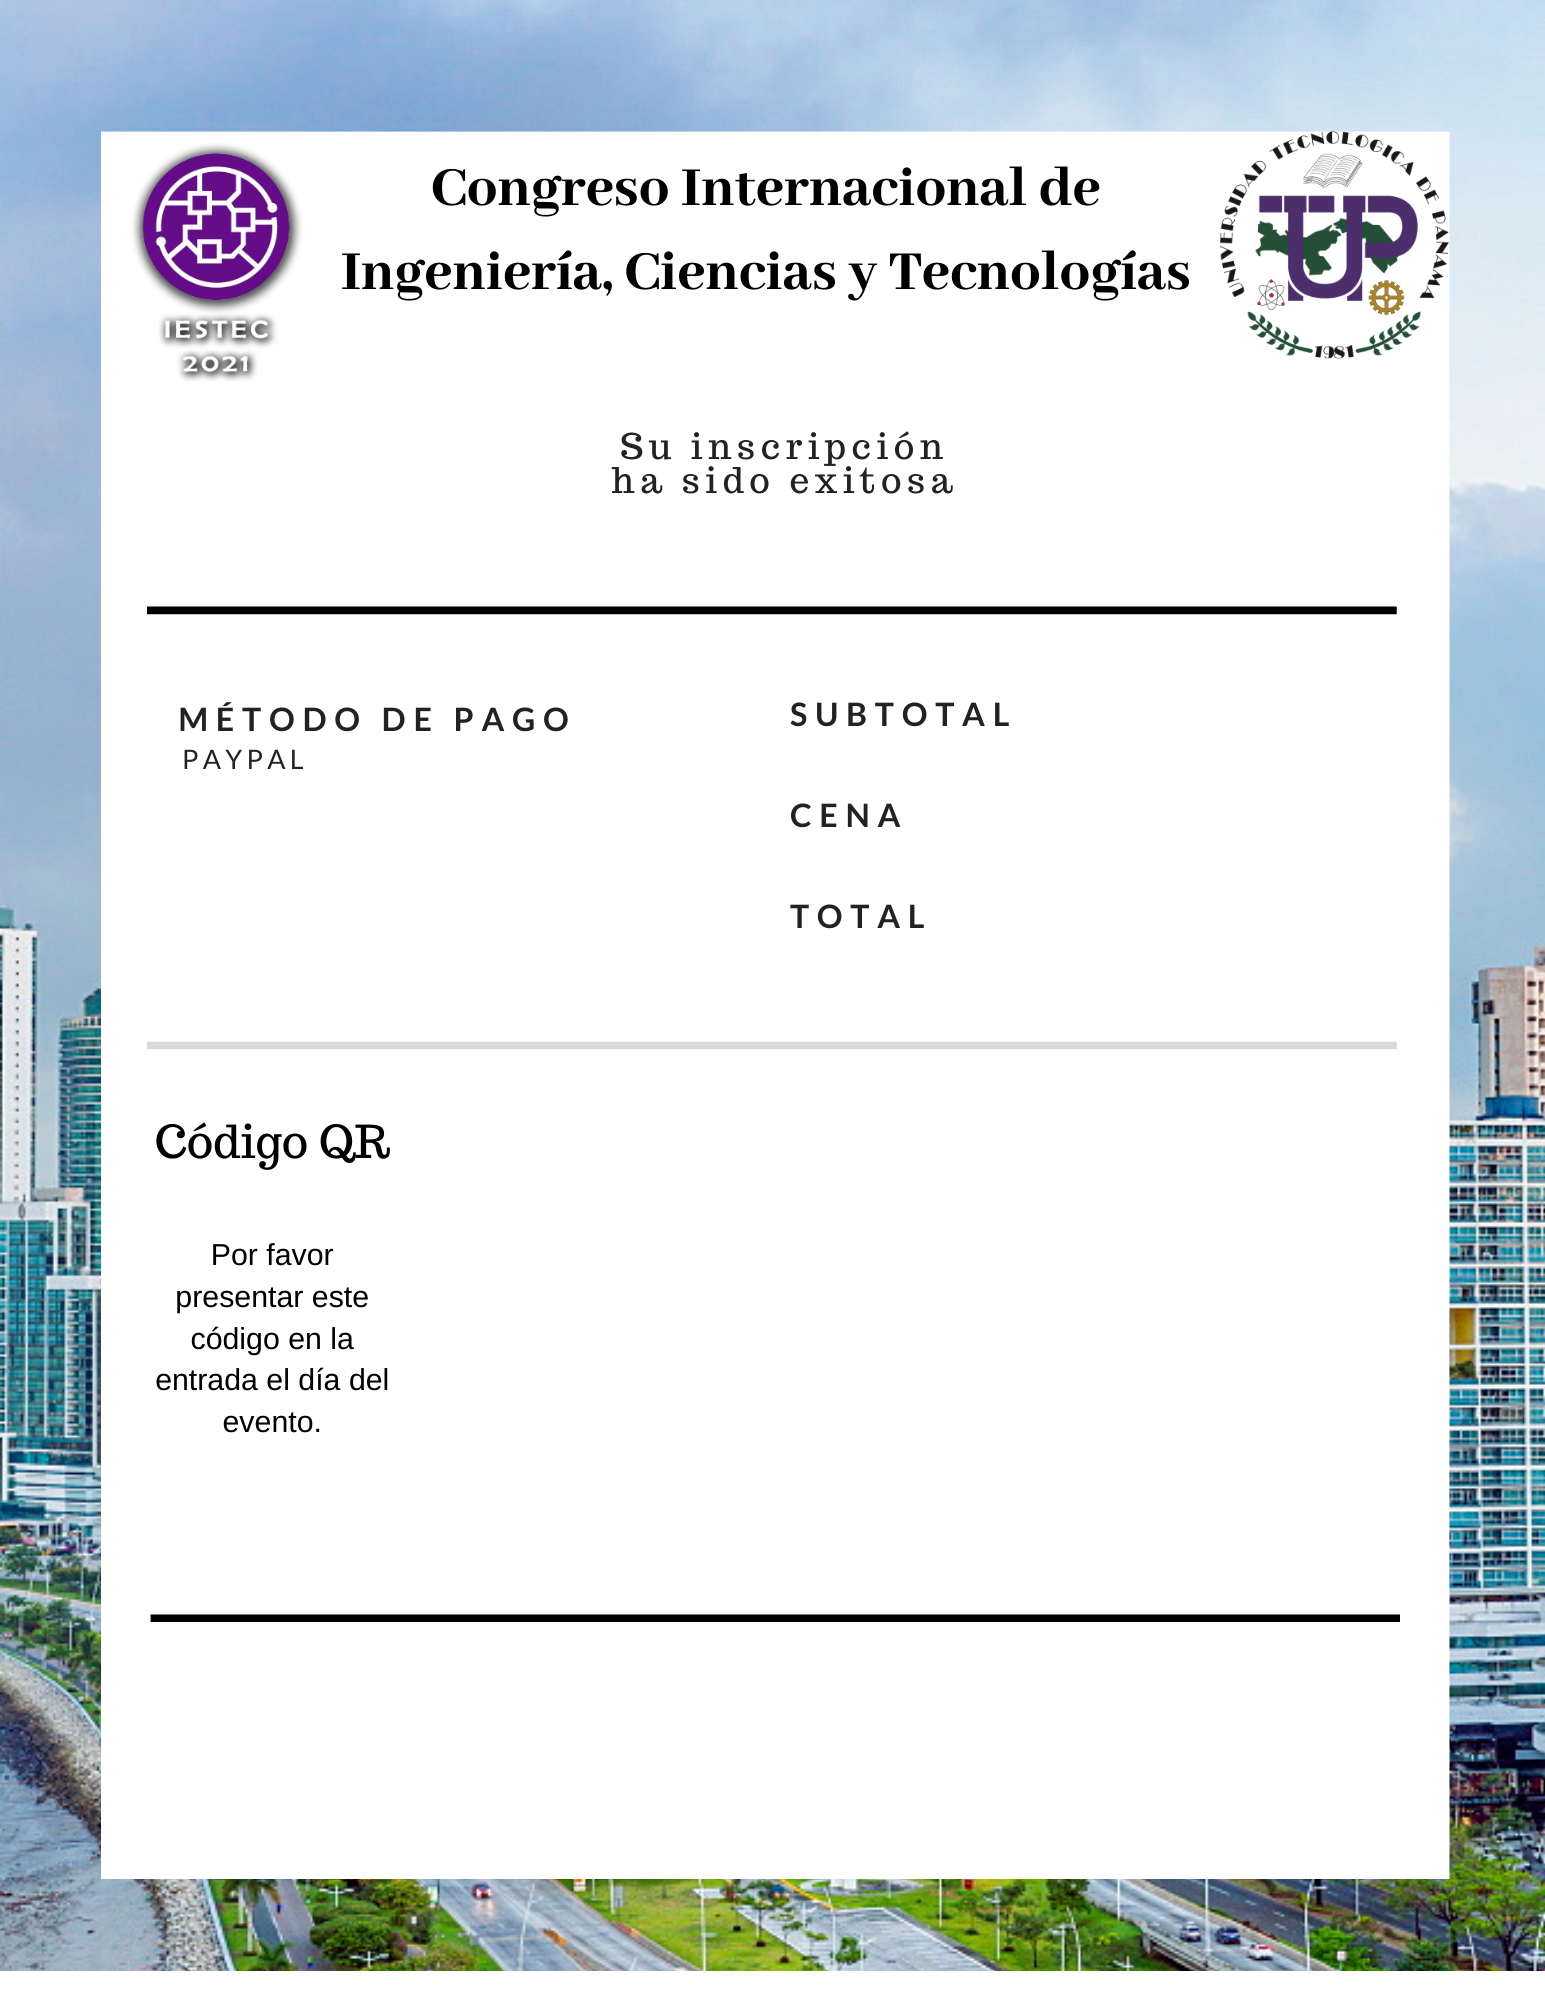 Congreso Internacional de
Ingeniería, Ciencias y Tecnologías
IESTEC
2021
UNIVERSIDAD TECNOLOGICA DE PANAMA
UTP
1981
Su inscripción
ha sido exitosa
MÉTODO DE PAGO
PAYPAL
SUBTOTAL
CENA
TOTAL
Código QR
Por favor
presentar este
código en la
entrada el día del
evento.